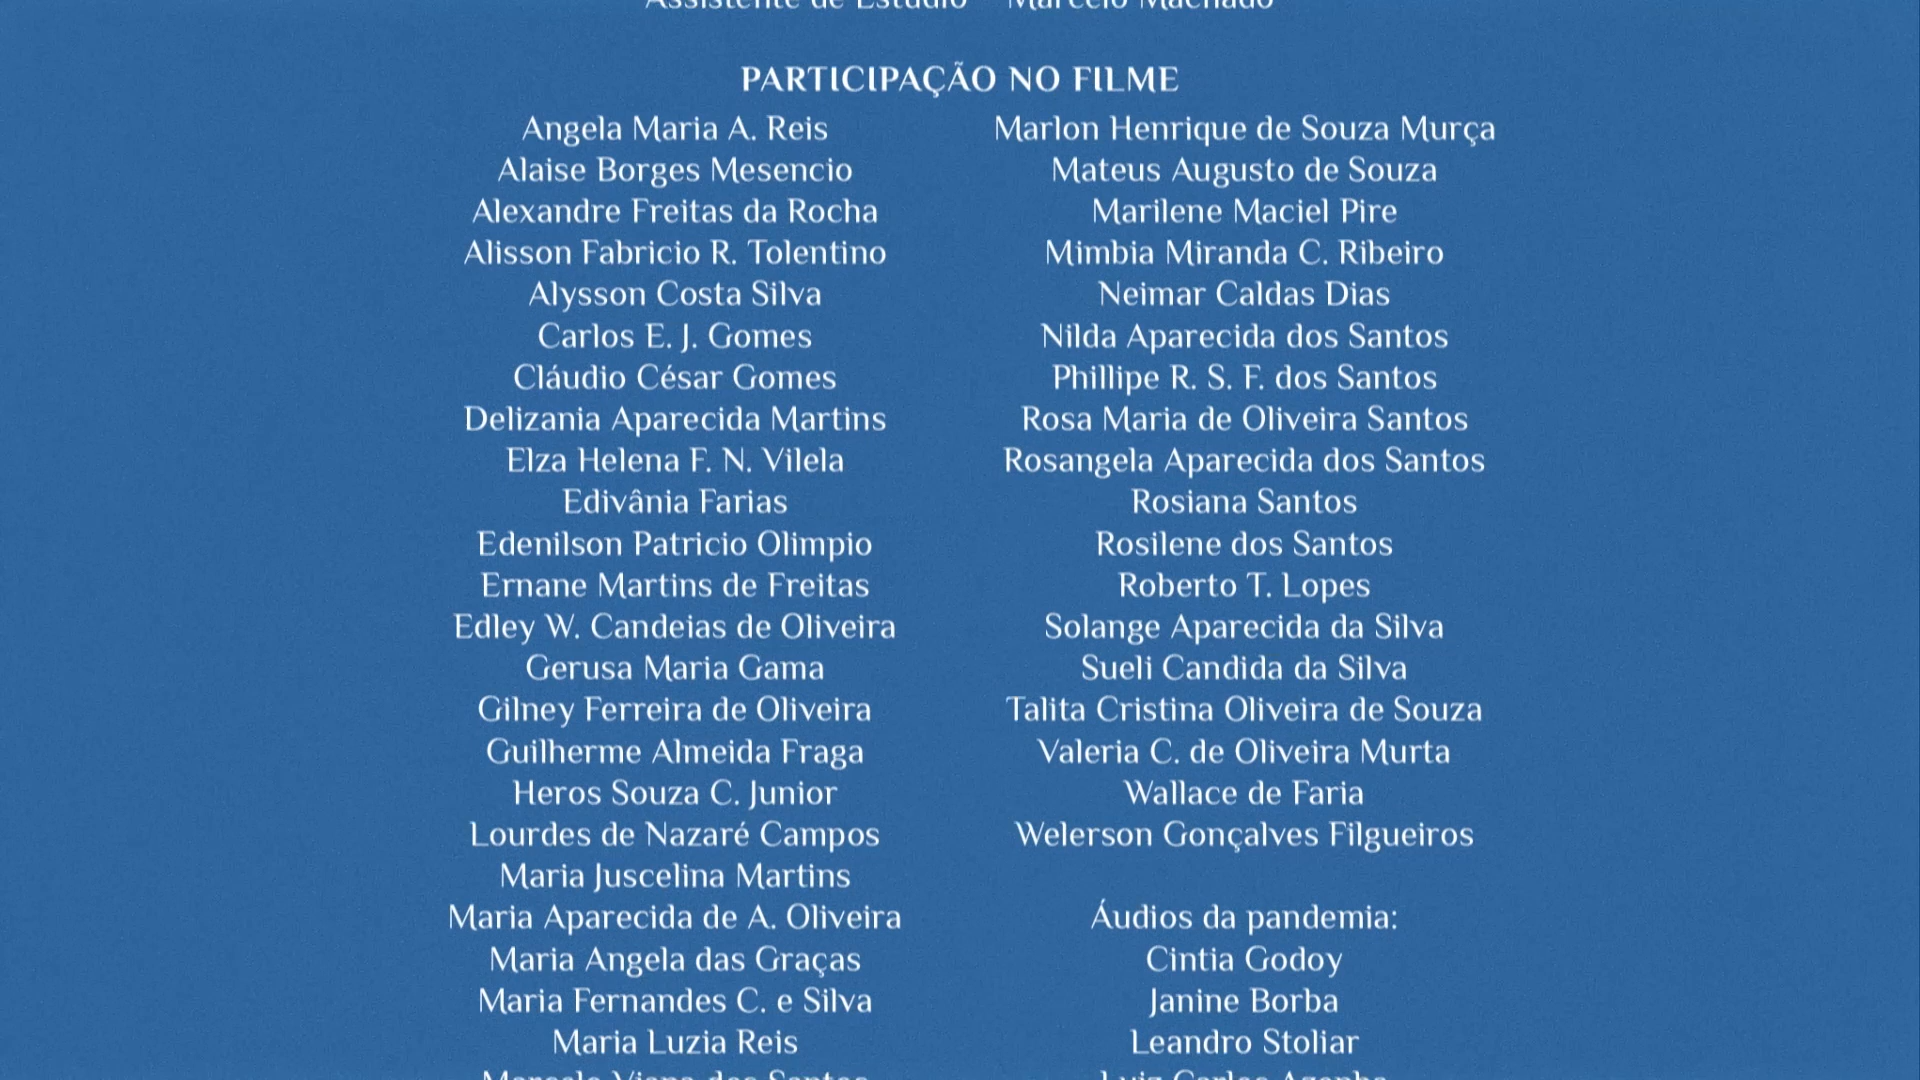 Assistente de Estúdio Marcelo Machado
PARTICIPAÇÃO NO FILME
Angela Maria A. Reis
Alaise Borges Mesencio
Alexandre Freitas da Rocha
Alisson Fabricio R. Tolentino
Alysson Costa Silva
Carlos E. J. Gomes
Cláudio César Gomes
Delizania Aparecida Martins
Elza Helena F. N. Vilela
Edivânia Farias
Edenilson Patricio Olimpio
Ernane Martins de Freitas
Edley W. Candeias de Oliveira
Gerusa Maria Gama
Gilney Ferreira de Oliveira
Guilherme Almeida Fraga
Heros Souza C. Junior
Lourdes de Nazaré Campos
Maria Juscelina Martins
Maria Aparecida de A. Oliveira
Maria Angela das Graças
Maria Fernandes C. e Silva
Maria Luzia Reis
Marlon Henrique de Souza Murça
Mateus Augusto de Souza
Marilene Maciel Pire
Mimbia Miranda C. Ribeiro
Neimar Caldas Dias
Nilda Aparecida dos Santos
Phillipe R. S. F. dos Santos
Rosa Maria de Oliveira Santos
Rosangela Aparecida dos Santos
Rosiana Santos
Rosilene dos Santos
Roberto T. Lopes
Solange Aparecida da Silva
Sueli Candida da Silva
Talita Cristina Oliveira de Souza
Valeria C. de Oliveira Murta
Wallace de Faria
Welerson Gonçalves Filgueiros
Áudios da pandemia:
Cintia Godoy
Janine Borba
Leandro Stoliar